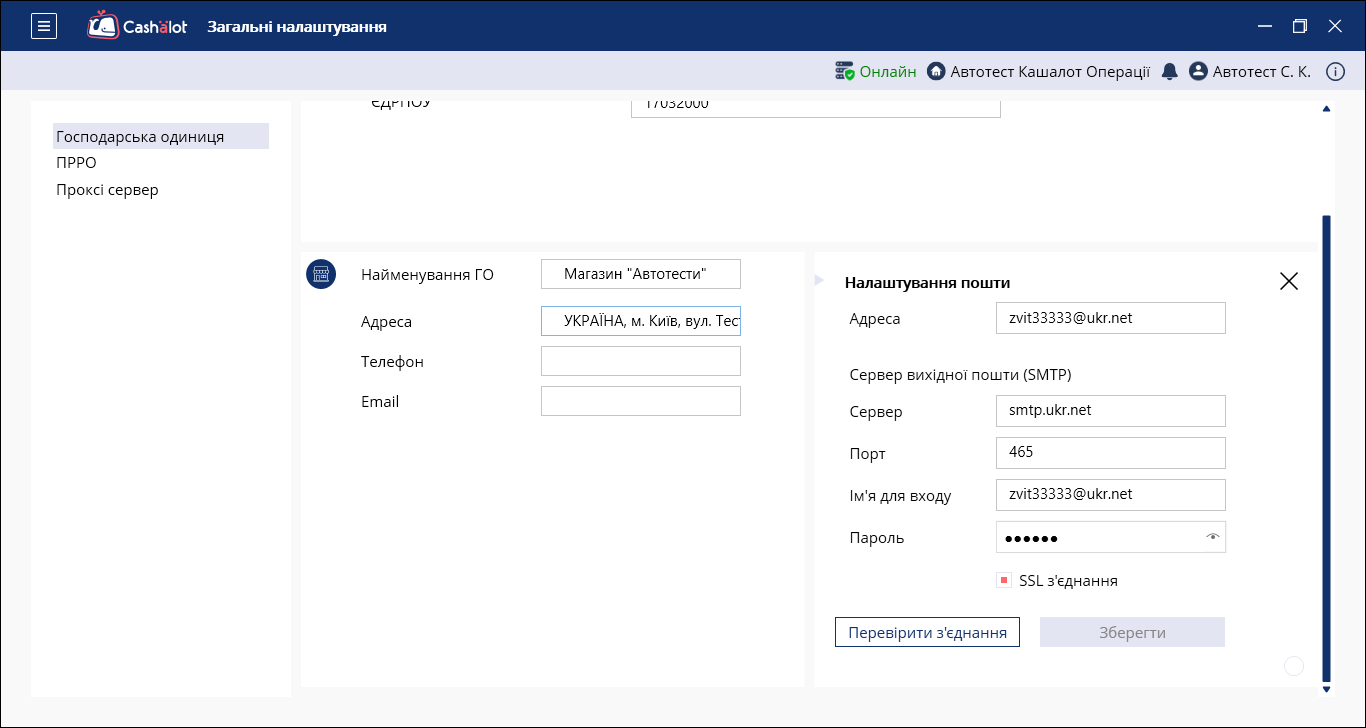 Cashalot Загальні налаштування
Онлайн Автотест Кашалот Операції Автотест С. К.
Господарська одиниця
ПРРО
Проксі сервер
ЄДРПОУ 17032000
Найменування ГО Магазин "Автотести"
Адреса УКРАЇНА, м. Київ, вул. Тес
Телефон
Email
Налаштування пошти
Адреса zvit33333@ukr.net
Сервер вихідної пошти (SMTP)
Сервер smtp.ukr.net
Порт 465
Ім'я для входу zvit33333@ukr.net
Пароль ••••••
SSL з'єднання
Перевірити з'єднання Зберегти